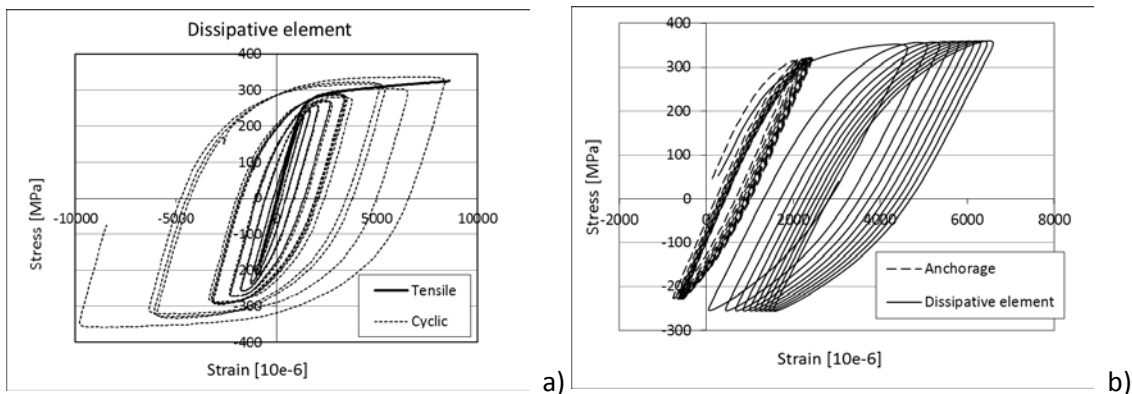 Dissipative element
400
300
200
100
0
-100
-200
-300
-400
-10000
-5000
0
5000
10000
Stress [MPa]
Strain [10e-6]
Tensile
Cyclic
a)
400
300
200
100
0
-100
-200
-300
-2000
0
2000
4000
6000
8000
Stress [MPa]
Strain [10e-6]
Anchorage
Dissipative element
b)